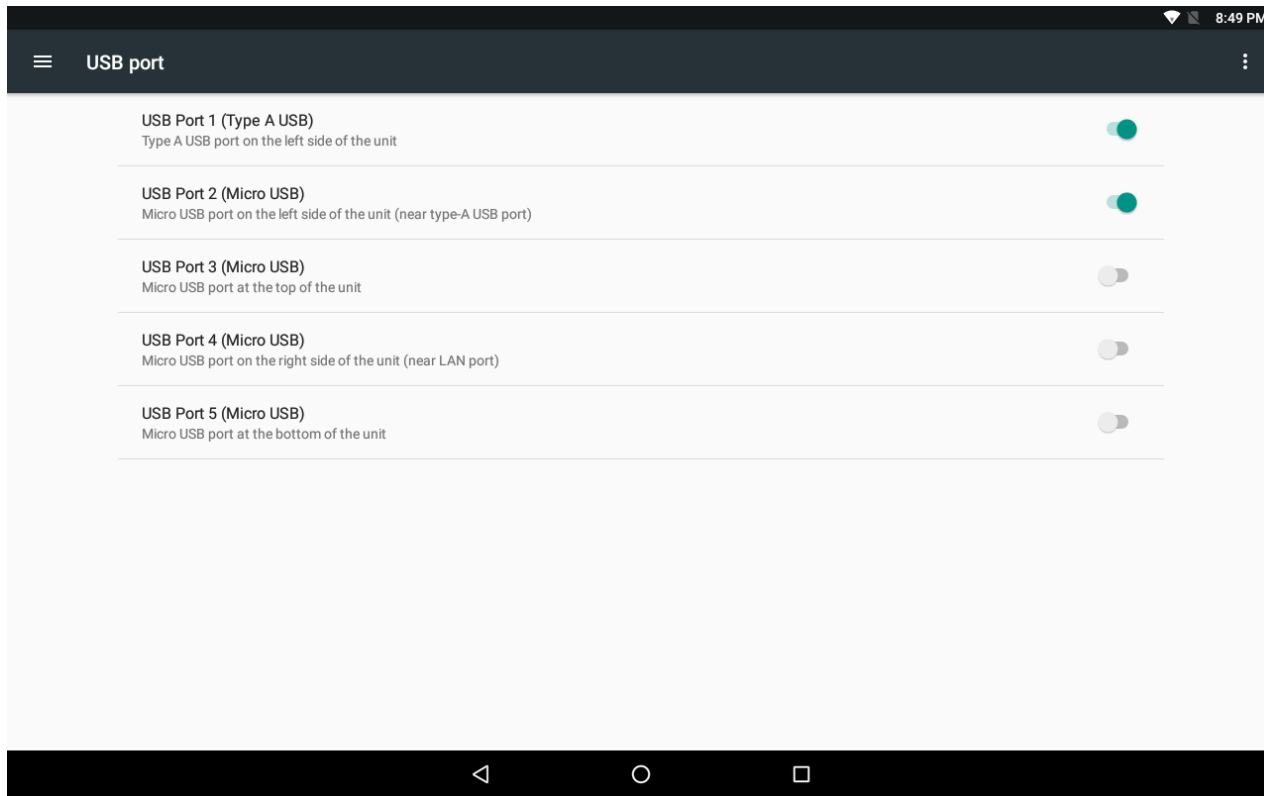 8:49 PM
USB port
USB Port 1 (Type A USB)
Type A USB port on the left side of the unit
USB Port 2 (Micro USB)
Micro USB port on the left side of the unit (near type-A USB port)
USB Port 3 (Micro USB)
Micro USB port at the top of the unit
USB Port 4 (Micro USB)
Micro USB port on the right side of the unit (near LAN port)
USB Port 5 (Micro USB)
Micro USB port at the bottom of the unit